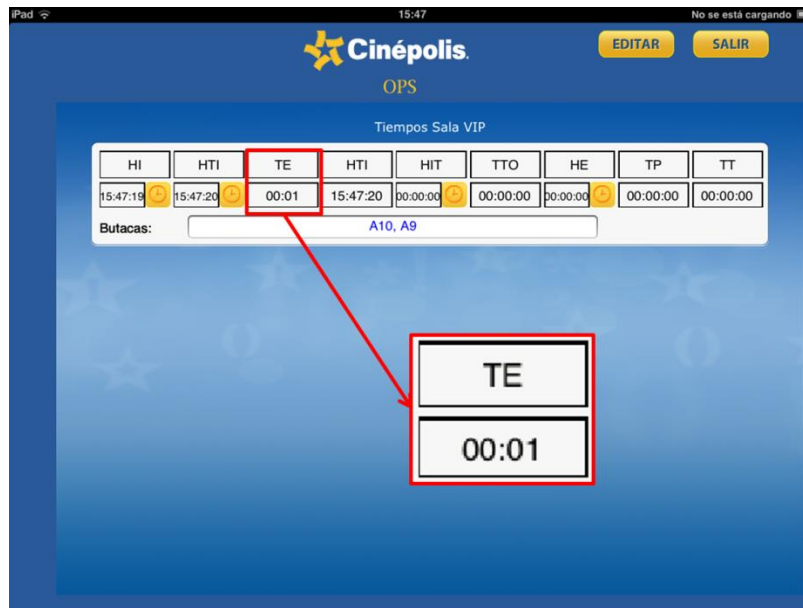 iPad 15:47 No se está cargando
Cinépolis. EDITAR SALIR
OPS
Tiempos Sala VIP
HI HTI TE HTI HIT TTO HE TP TT
15:47:19 15:47:20 00:01 15:47:20 00:00:00 00:00:00 00:00:00 00:00:00 00:00:00
Butacas: A10, A9
TE
00:01